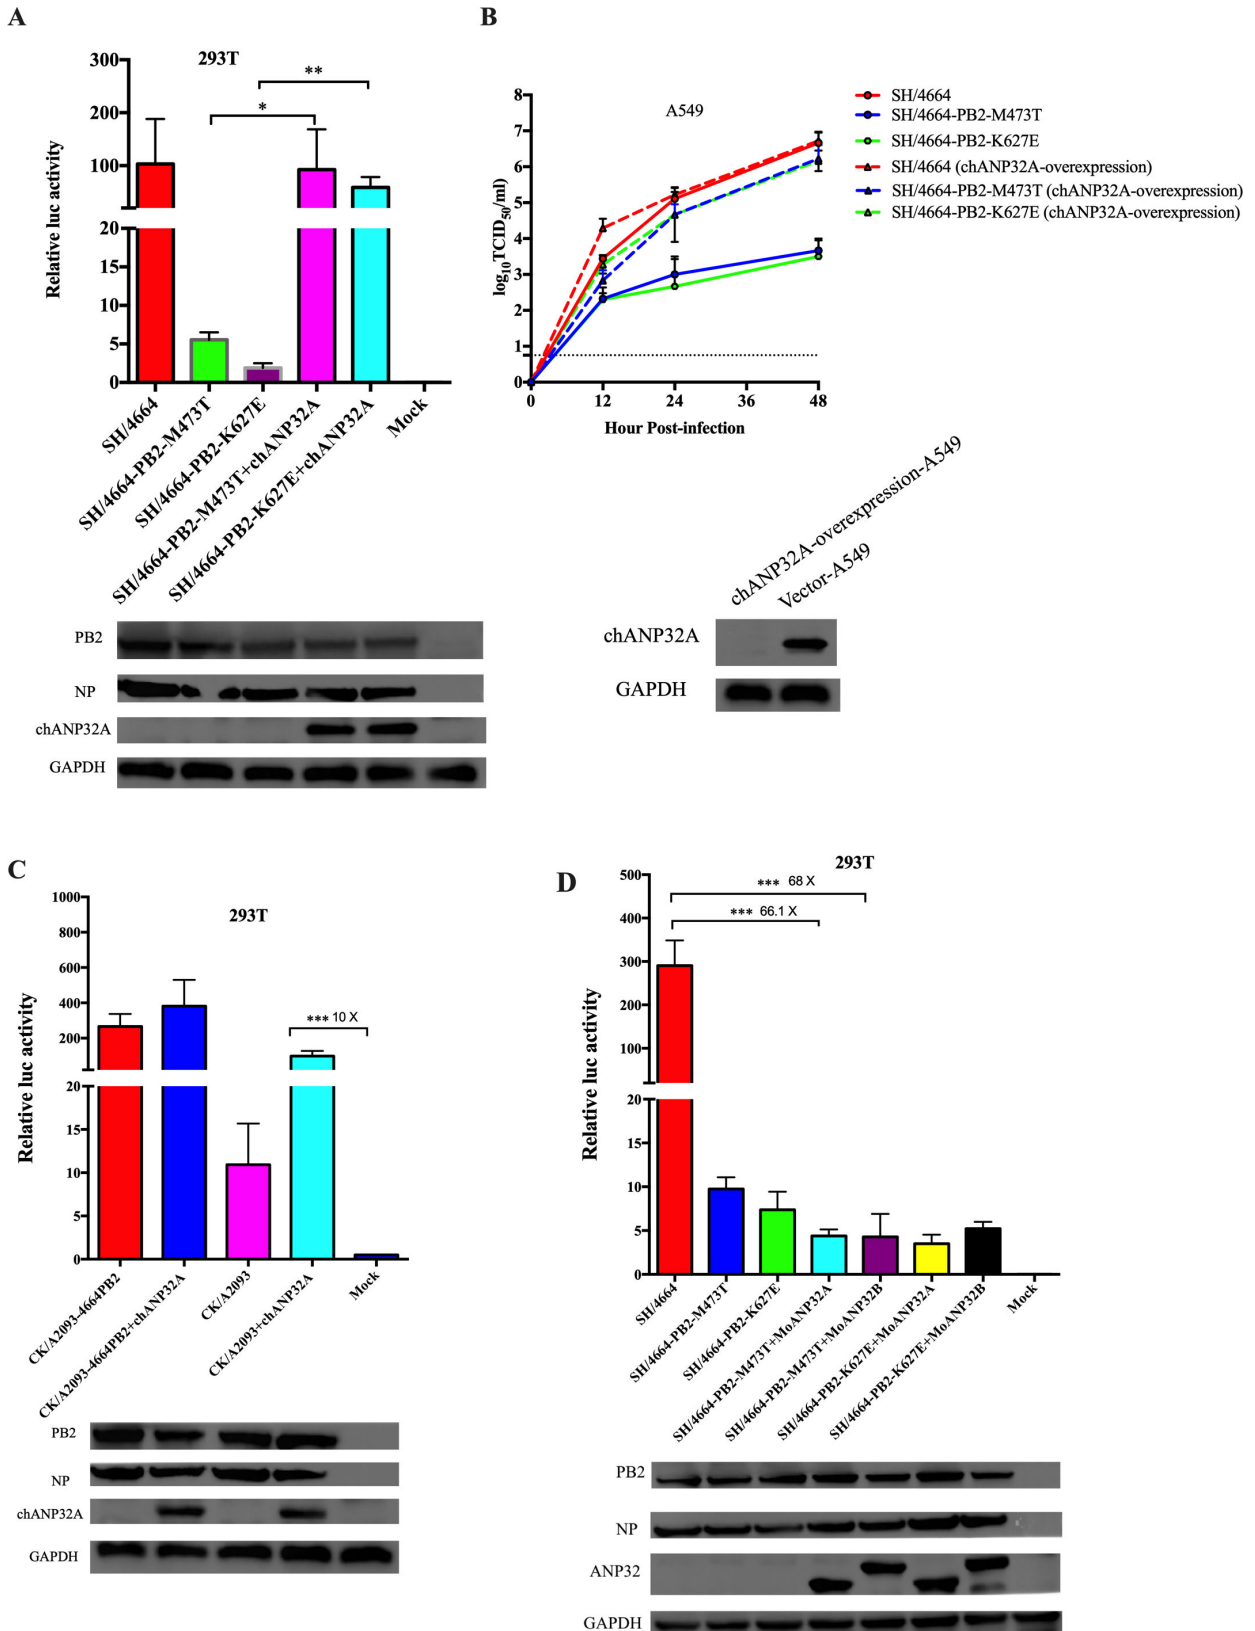 A
293T
**
*
300
200
100
20
15
10
5
0
Relative luc activity
SH/4664
SH/4664-PB2-M473T
SH/4664-PB2-K627E
SH/4664-PB2-M473T+chANP32A
SH/4664-PB2-K627E+chANP32A
Mock
PB2
NP
chANP32A
GAPDH
B
A549
8
7
6
5
4
3
2
1
0
log10TCID50/ml)
0 12 24 36 48
Hour Post-infection
SH/4664
SH/4664-PB2-M473T
SH/4664-PB2-K627E
SH/4664 (chANP32A-overexpression)
SH/4664-PB2-M473T (chANP32A-overexpression)
SH/4664-PB2-K627E (chANP32A-overexpression)
chANP32A-overexpression-A549
Vector-A549
chANP32A
GAPDH
C
293T
1000
800
600
400
200
20
15
10
5
0
Relative luc activity
*** 10 X
CK/A2093-4664PB2
CK/A2093-4664PB2+chANP32A
CK/A2093
CK/A2093+chANP32A
Mock
PB2
NP
chANP32A
GAPDH
D
293T
500
400
300
200
100
20
15
10
5
0
Relative luc activity
*** 68 X
*** 66.1 X
SH/4664
SH/4664-PB2-M473T
SH/4664-PB2-K627E
SH/4664-PB2-M473T+MoANP32A
SH/4664-PB2-M473T+MoANP32B
SH/4664-PB2-K627E+MoANP32A
SH/4664-PB2-K627E+MoANP32B
Mock
PB2
NP
ANP32
GAPDH